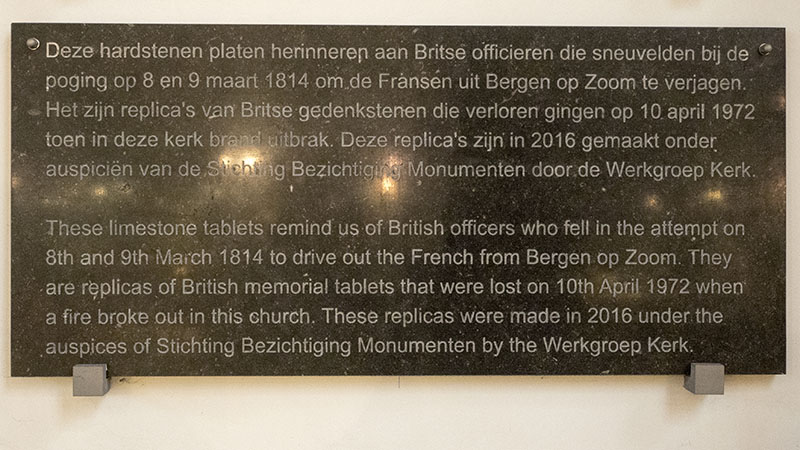 Deze hardstenen platen herinneren aan Britse officieren die sneuvelden bij de
poging op 8 en 9 maart 1814 om de Fransen uit Bergen op Zoom te verjagen.
Het zijn replica's van Britse gedenkstenen die verloren gingen op 10 april 1972
toen in deze kerk brand uitbrak. Deze replica's zijn in 2016 gemaakt onder
auspiciën van de Stichting Bezichtiging Monumenten door de Werkgroep Kerk.
These limestone tablets remind us of British officers who fell in the attempt on
8th and 9th March 1814 to drive out the French from Bergen op Zoom. They
are replicas of British memorial tablets that were lost on 10th April 1972 when
a fire broke out in this church. These replicas were made in 2016 under the
auspices of Stichting Bezichtiging Monumenten by the Werkgroep Kerk.